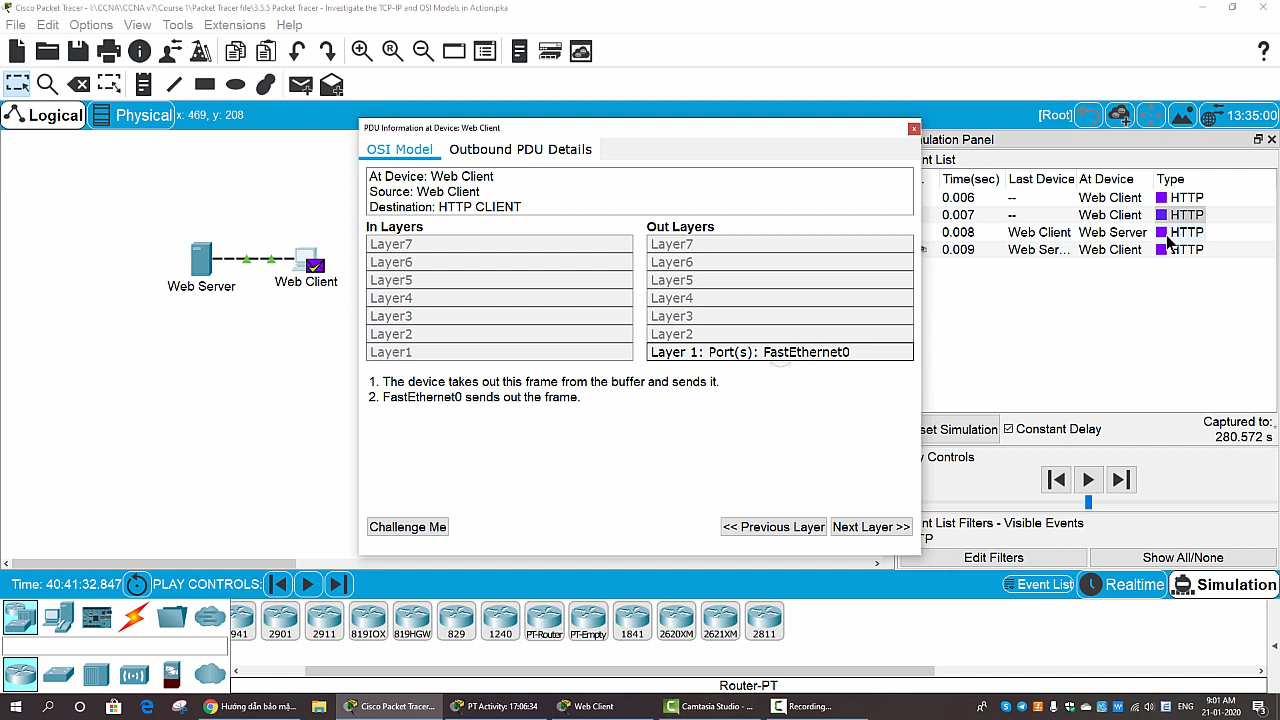 Cisco Packet Tracer - I:\CCNA\CCNA v7\Course 1\Packet Tracer file\3.5.5 Packet Tracer - Investigate the TCP-IP and OSI Models in Action.pka
File Edit Options View Tools Extensions Help
Logical Physical x: 469, y: 208 [Root] 13:35:00
PDU Information at Device: Web Client
OSI Model Outbound PDU Details
At Device: Web Client
Source: Web Client
Destination: HTTP CLIENT
In Layers Out Layers
Layer7 Layer7
Layer6 Layer6
Layer5 Layer5
Layer4 Layer4
Layer3 Layer3
Layer2 Layer2
Layer1 Layer 1: Port(s): FastEthernet0
1. The device takes out this frame from the buffer and sends it.
2. FastEthernet0 sends out the frame.
Challenge Me << Previous Layer Next Layer >>
Web Server Web Client
ulation Panel
nt List
Time(sec) Last Device At Device Type
0.006 -- Web Client HTTP
0.007 -- Web Client HTTP
0.008 Web Client Web Server HTTP
0.009 Web Ser... Web Client HTTP
set Simulation Constant Delay Captured to:
280.572 s
y Controls
nt List Filters - Visible Events
TP
Edit Filters Show All/None
Time: 40:41:32.847 PLAY CONTROLS: Event List Realtime Simulation
941 2901 2911 819IOX 819HGW 829 1240 PT-Router PT-Empty 1841 2620XM 2621XM 2811
Router-PT
Hướng dẫn bảo mậ... Cisco Packet Tracer... PT Activity: 17:06:34 Web Client Camtasia Studio - ... Recording... ENG 9:01 AM
21-01-2020